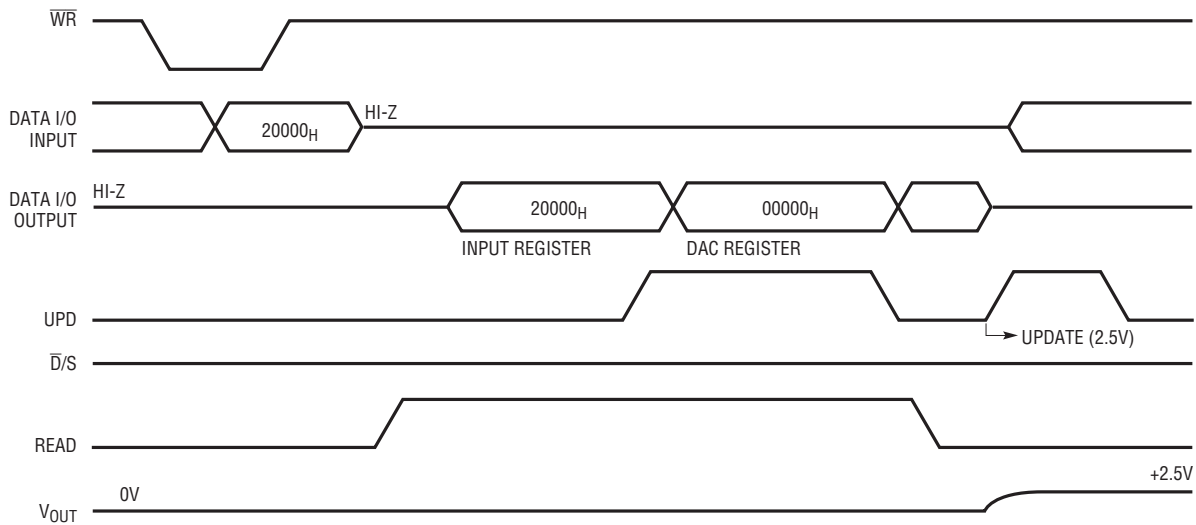 W̅R̅
DATA I/O
INPUT
20000H
HI-Z
DATA I/O
OUTPUT
HI-Z
20000H
00000H
INPUT REGISTER
DAC REGISTER
UPD
UPDATE (2.5V)
D̅/S
READ
VOUT
0V
+2.5V